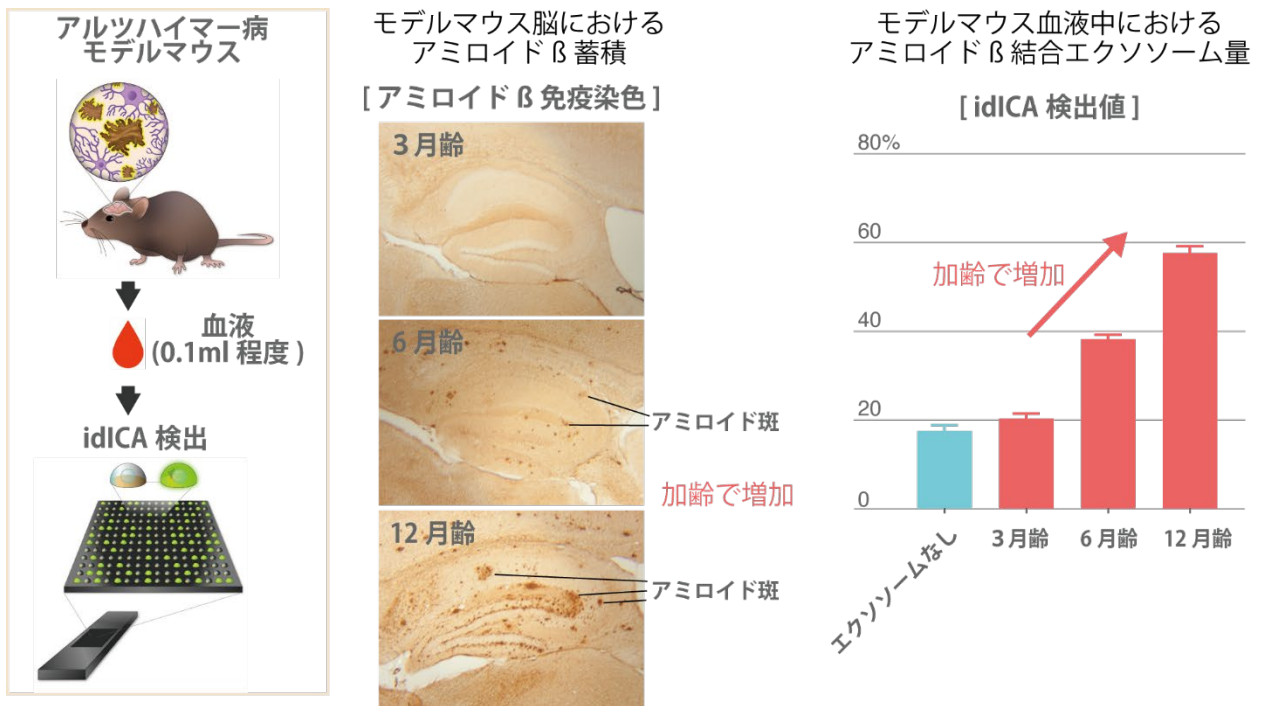 アルツハイマー病
モデルマウス
血液
(0.1ml 程度 )
idICA 検出
モデルマウス脳における
アミロイド ß 蓄積
[ アミロイド ß 免疫染色 ]
3 月齢
6 月齢
アミロイド斑
加齢で増加
12 月齢
アミロイド斑
モデルマウス血液中における
アミロイド ß 結合エクソソーム量
[ idICA 検出値 ]
80%
60
40
20
0
加齢で増加
エクソソームなし
3 月齢
6 月齢
12 月齢